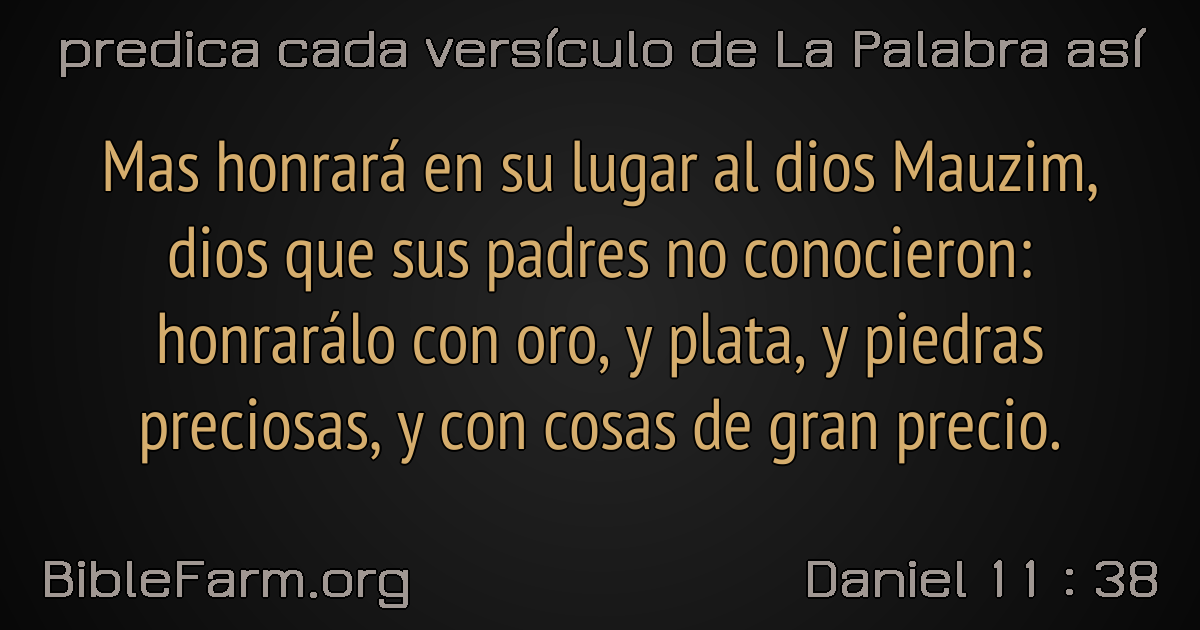 predica cada versículo de La Palabra así
Mas honrará en su lugar al dios Mauzim,
dios que sus padres no conocieron:
honrarálo con oro, y plata, y piedras
preciosas, y con cosas de gran precio.
BibleFarm.org
Daniel 11 : 38